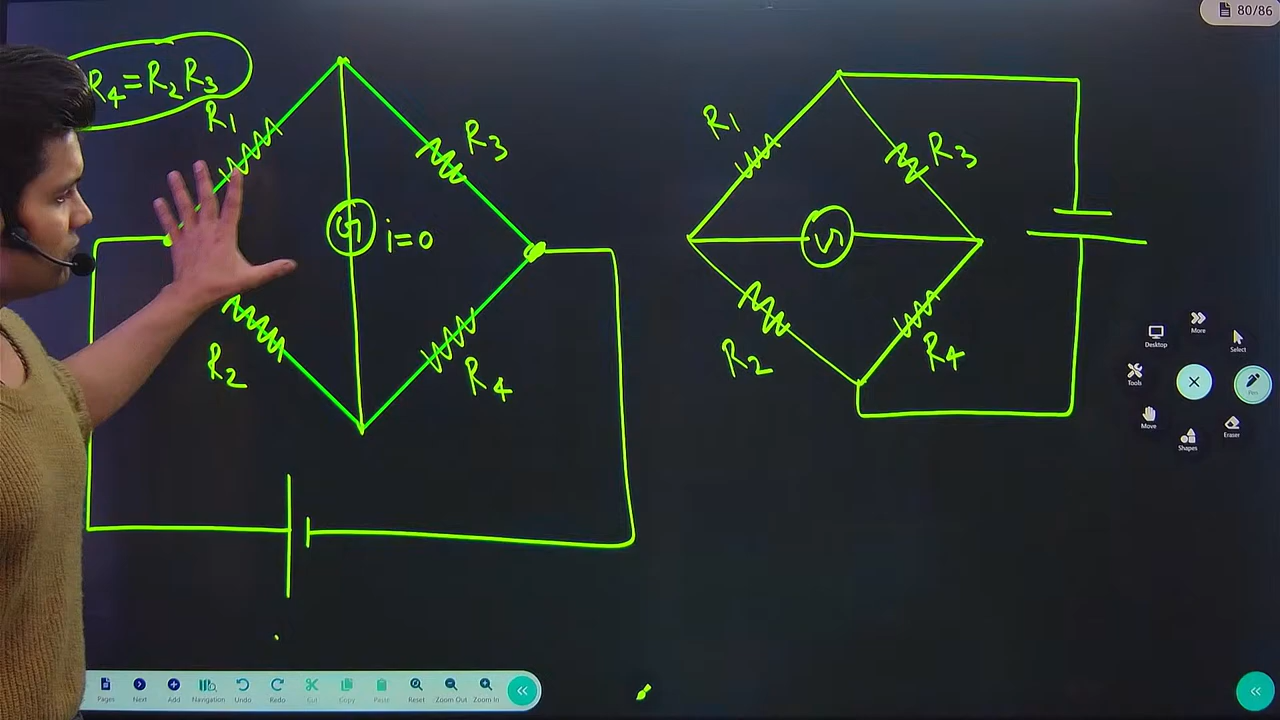 80/86
R4=R2R3
R1
R3
G
i=0
R2
R4
R1
R3
G
R2
R4
More
Desktop
Select
Tools
Pen
Move
Eraser
Shapes
Pages
Next
Add
Navigation
Undo
Redo
Cut
Copy
Paste
Reset
Zoom Out
Zoom In